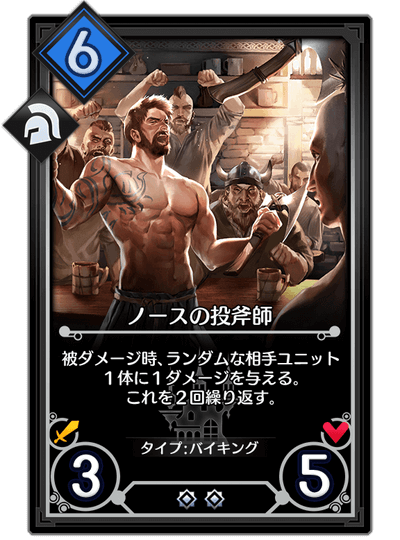 6
ノースの投斧師
被ダメージ時、ランダムな相手ユニット
1体に1ダメージを与える。
これを2回繰り返す。
タイプ:バイキング
3
5